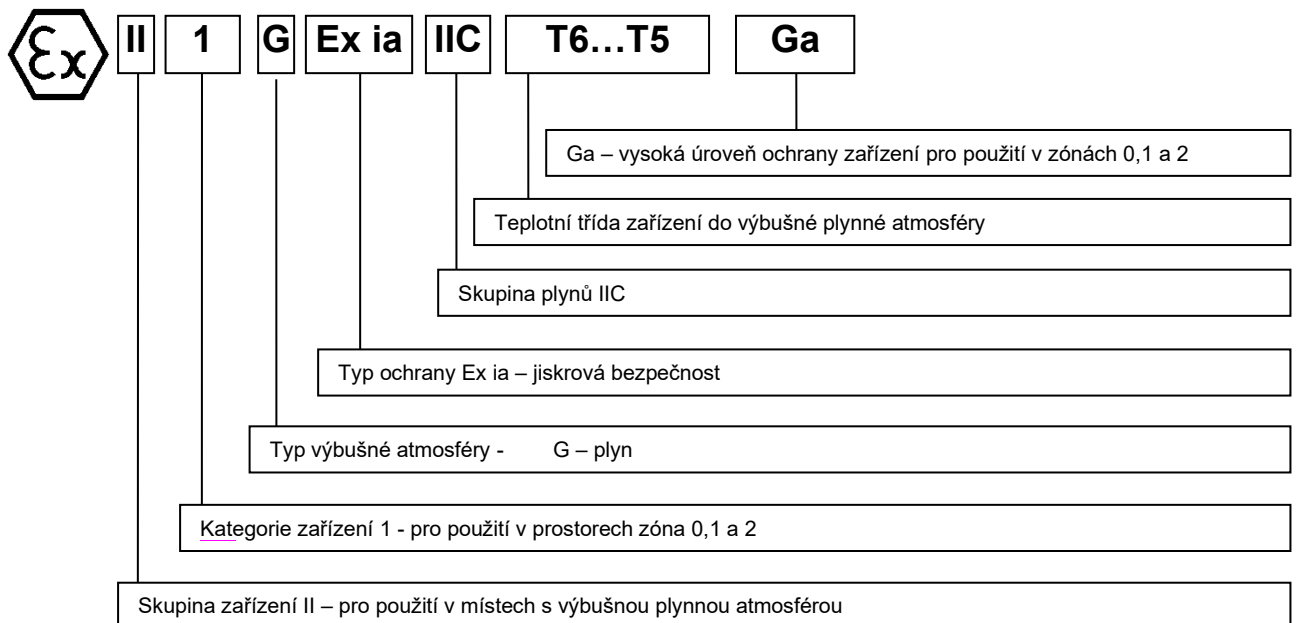 Ex II 1 G Ex ia IIC T6…T5 Ga
Ga – vysoká úroveň ochrany zařízení pro použití v zónách 0,1 a 2
Teplotní třída zařízení do výbušné plynné atmosféry
Skupina plynů IIC
Typ ochrany Ex ia – jiskrová bezpečnost
Typ výbušné atmosféry - G – plyn
Kategorie zařízení 1 - pro použití v prostorech zóna 0,1 a 2
Skupina zařízení II – pro použití v místech s výbušnou plynnou atmosférou